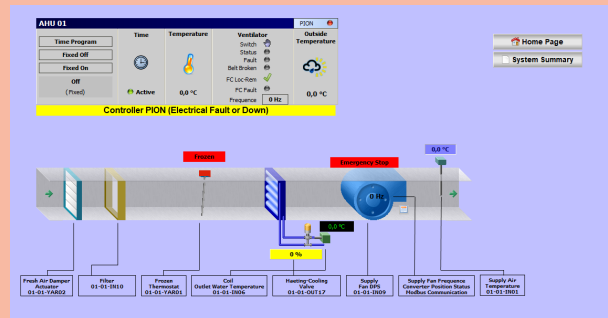 AHU 01
PION
Time Program
Fixed Off
Fixed On
Off
(Fixed)
Time
Active
Temperature
0,0 °C
Ventilator
Switch
Status
Fault
Belt Broken
FC Loc-Rem
FC Fault
Frequence 0 Hz
Outside
Temperature
0,0 °C
Home Page
System Summary
Controller PION (Electrical Fault or Down)
Frozen
Emergency Stop
0,0 °C
0 Hz
0,0 °C
0 %
Fresh Air Damper
Actuator
01-01-YAR02
Filter
01-01-IN10
Frozen
Thermostat
01-01-YAR01
Coil
Outlet Water Temperature
01-01-IN06
Haeting-Cooling
Valve
01-01-OUT17
Supply
Fan DPS
01-01-IN09
Supply Fan Frequence
Converter Position Status
Modbus Communication
Supply Air
Temperature
01-01-IN01